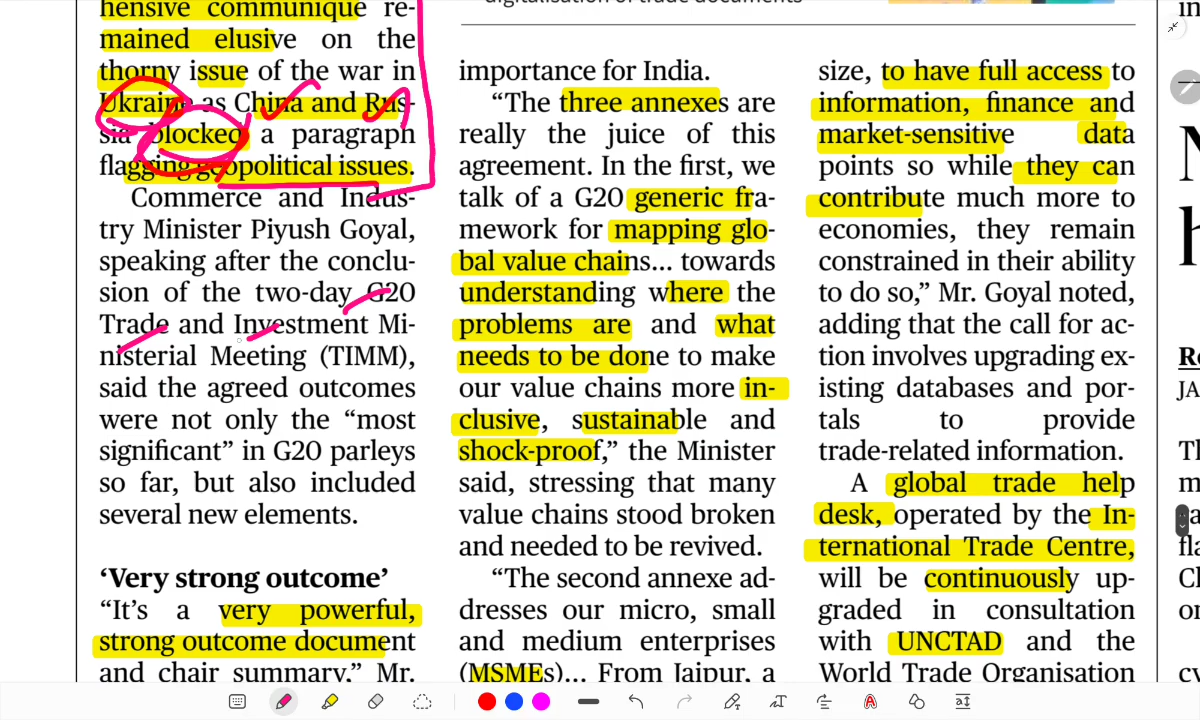 hensive communique re-
mained elusive on the
thorny issue of the war in
Ukraine as China and Rus-
sia blocked a paragraph
flagging geopolitical issues.
Commerce and Indus-
try Minister Piyush Goyal,
speaking after the conclu-
sion of the two-day G20
Trade and Investment Mi-
nisterial Meeting (TIMM),
said the agreed outcomes
were not only the “most
significant” in G20 parleys
so far, but also included
several new elements.
‘Very strong outcome’
“It’s a very powerful,
strong outcome document
and chair summary,” Mr.
digitalisation of trade documents
importance for India.
“The three annexes are
really the juice of this
agreement. In the first, we
talk of a G20 generic fra-
mework for mapping glo-
bal value chains... towards
understanding where the
problems are and what
needs to be done to make
our value chains more in-
clusive, sustainable and
shock-proof,” the Minister
said, stressing that many
value chains stood broken
and needed to be revived.
“The second annexe ad-
dresses our micro, small
and medium enterprises
(MSMEs)... From Jaipur, a
size, to have full access to
information, finance and
market-sensitive data
points so while they can
contribute much more to
economies, they remain
constrained in their ability
to do so,” Mr. Goyal noted,
adding that the call for ac-
tion involves upgrading ex-
isting databases and por-
tals to provide
trade-related information.
A global trade help
desk, operated by the In-
ternational Trade Centre,
will be continuously up-
graded in consultation
with UNCTAD and the
World Trade Organisation
in
N
h
JA